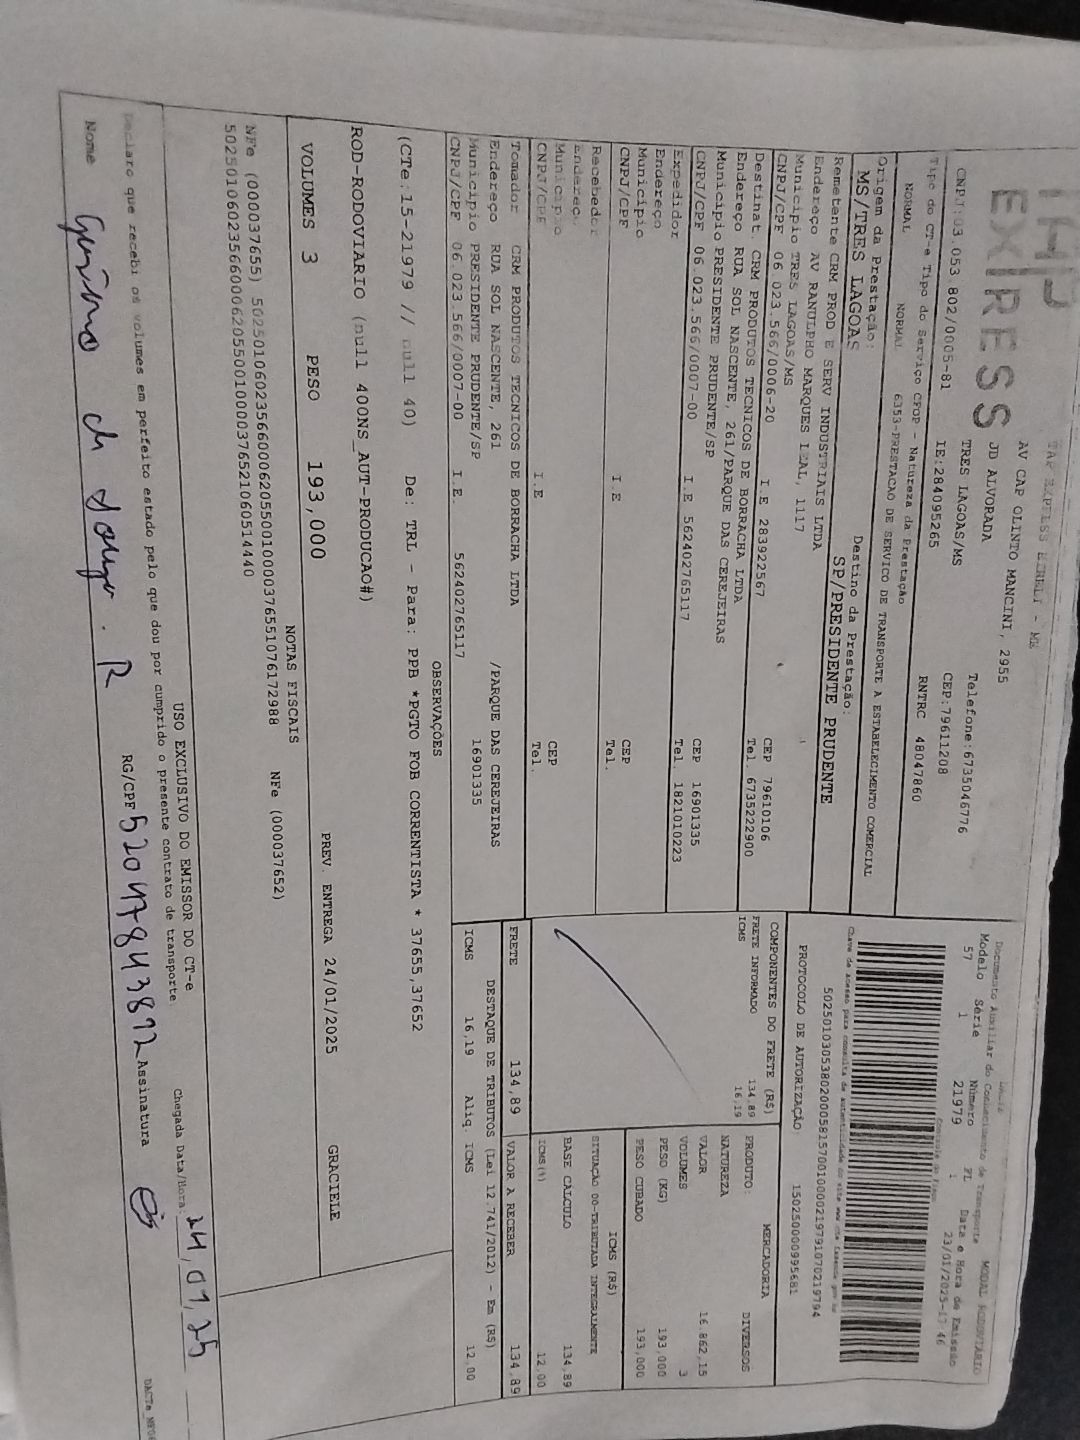 EXPRESS
AV CAP OLINTO MANCINI, 2955
JD ALVORADA
TRES LAGOAS/MS
Telefone:6735046776
CNPJ:03.053.802/0005-81 IE:284095265 CEP:79611208
Tipo do CT-e Tipo do Serviço CFOP - Natureza da Prestação RNTRC 48047860
NORMAL NORMAL 6353-PRESTACAO DE SERVICO DE TRANSPORTE A ESTABELECIMENTO COMERCIAL
Origem da Prestação: Destino da Prestação:
MS/TRES LAGOAS SP/PRESIDENTE PRUDENTE
Remetente CRM PROD E SERV INDUSTRIAIS LTDA
Endereço AV RANULPHO MARQUES LEAL, 1117
Municipio TRES LAGOAS/MS CEP 79610106
CNPJ/CPF 06.023.566/0006-20 I.E 283922567 Tel. 6735222900
Destinat. CRM PRODUTOS TECNICOS DE BORRACHA LTDA
Endereço RUA SOL NASCENTE, 261/PARQUE DAS CEREJEIRAS
Municipio PRESIDENTE PRUDENTE/SP CEP 16901335
CNPJ/CPF 06.023.566/0007-00 I.E 562402765117 Tel. 1821010223
Expedidor
Endereço
Município CEP
CNPJ/CPF I.E Tel.
Recebedor
Endereço
Município CEP
CNPJ/CPF I.E Tel.
Tomador CRM PRODUTOS TECNICOS DE BORRACHA LTDA
Endereço RUA SOL NASCENTE, 261 /PARQUE DAS CEREJEIRAS
Município PRESIDENTE PRUDENTE/SP 16901335
CNPJ/CPF 06.023.566/0007-00 I.E. 562402765117
Documento Auxiliar do Conhecimento de Transporte MODAL RODOVIÁRIO
Modelo Série Número FL Data e Hora de Emissão
57 1 21979 23/01/2025-17:46
Chave de acesso para consulta de autenticidade no site
50250103053802000581570010000219791070219794
PROTOCOLO DE AUTORIZAÇÃO 150250000995681
COMPONENTES DO FRETE (R$)
FRETE INFORMADO 134,89
ICMS 16,19
MERCADORIA
PRODUTO: DIVERSOS
NATUREZA
VALOR 16.862,15
VOLUMES 3
PESO (KG) 193,000
PESO CUBADO 193,000
ICMS (R$)
SITUAÇÃO 00-TRIBUTADA INTEGRALMENTE
BASE CALCULO 134,89
ICMS(%) 12,00
FRETE 134,89 VALOR A RECEBER 134,89
DESTAQUE DE TRIBUTOS (Lei 12.741/2012) - Em (R$)
ICMS 16,19 Aliq. ICMS 12,00
OBSERVAÇÕES
(CTe:15-21979 // null 40) De: TRL - Para: PPB *PGTO FOB CORRENTISTA * 37655,37652
ROD-RODOVIARIO (null 400NS_AUT-PRODUCAO#)
VOLUMES 3 PESO 193,000 PREV. ENTREGA 24/01/2025 GRACIELE
NOTAS FISCAIS
NFe (000037655) 50250106023566000620550010000376551076172988 NFe (000037652)
50250106023566000620550010000376521060514440
USO EXCLUSIVO DO EMISSOR DO CT-e
Declaro que recebi os volumes em perfeito estado pelo que dou por cumprido o presente contrato de transporte. Chegada Data/Hora: 24/01/25
Nome RG/CPF 52047843872 Assinatura